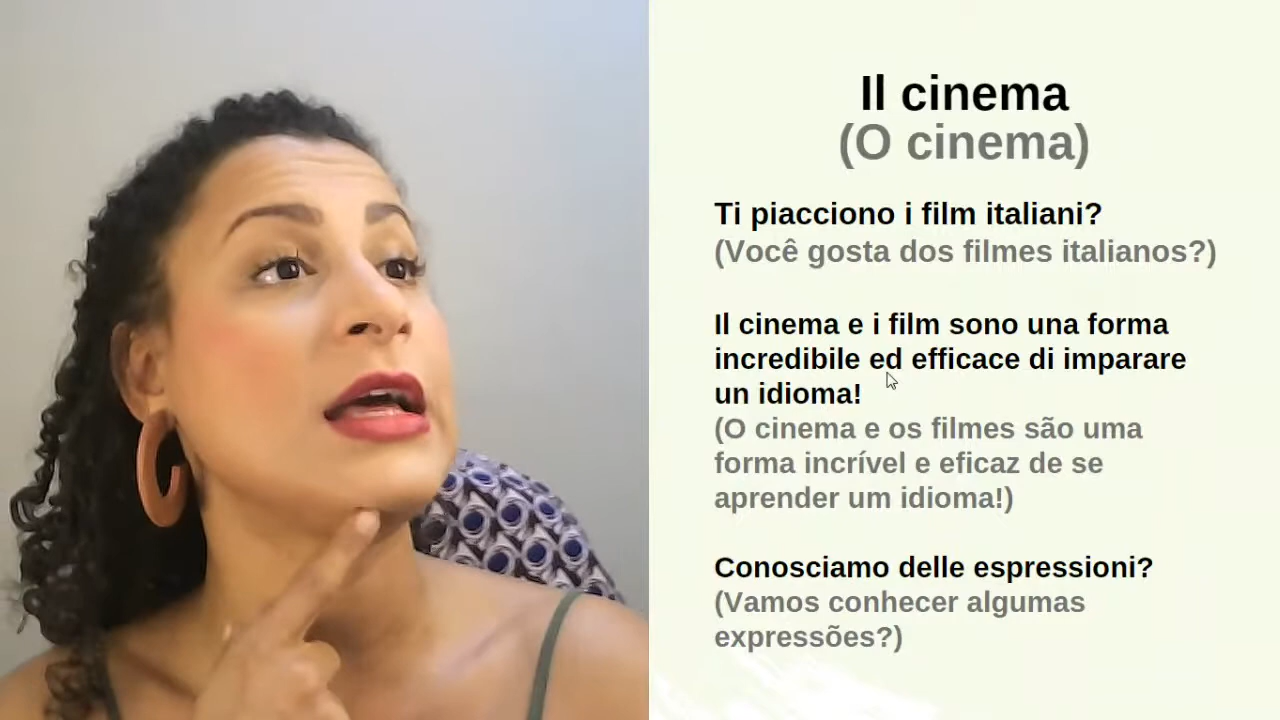 Il cinema
(O cinema)
Ti piacciono i film italiani?
(Você gosta dos filmes italianos?)
Il cinema e i film sono una forma
incredibile ed efficace di imparare
un idioma!
(O cinema e os filmes são uma
forma incrível e eficaz de se
aprender um idioma!)
Conosciamo delle espressioni?
(Vamos conhecer algumas
expressões?)